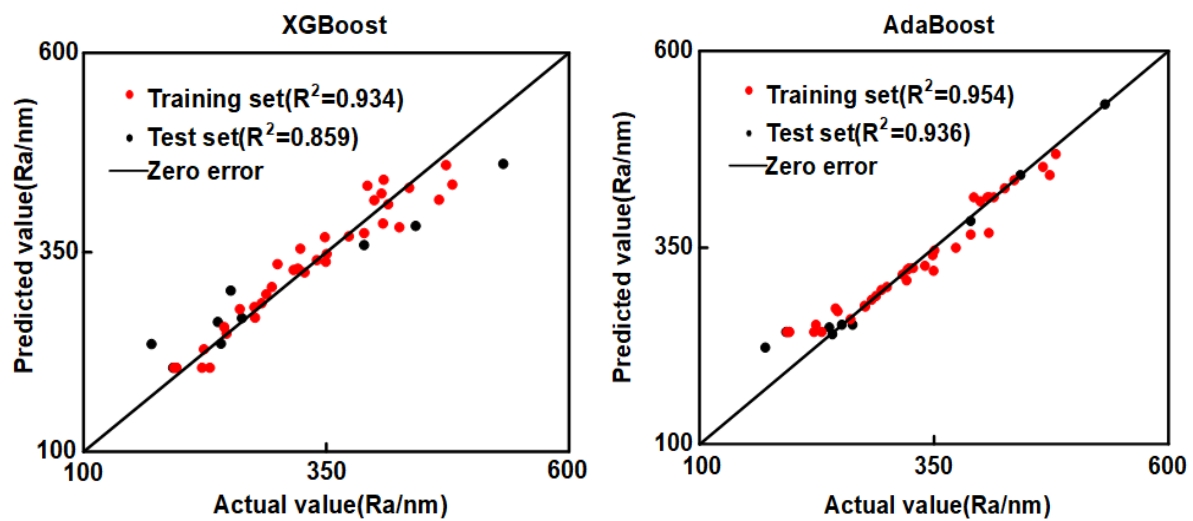 XGBoost
600
Training set(R²=0.934)
Test set(R²=0.859)
Zero error
Predicted value(Ra/nm)
350
100
100
350
600
Actual value(Ra/nm)
AdaBoost
600
Training set(R²=0.954)
Test set(R²=0.936)
Zero error
Predicted value(Ra/nm)
350
100
100
350
600
Actual value(Ra/nm)